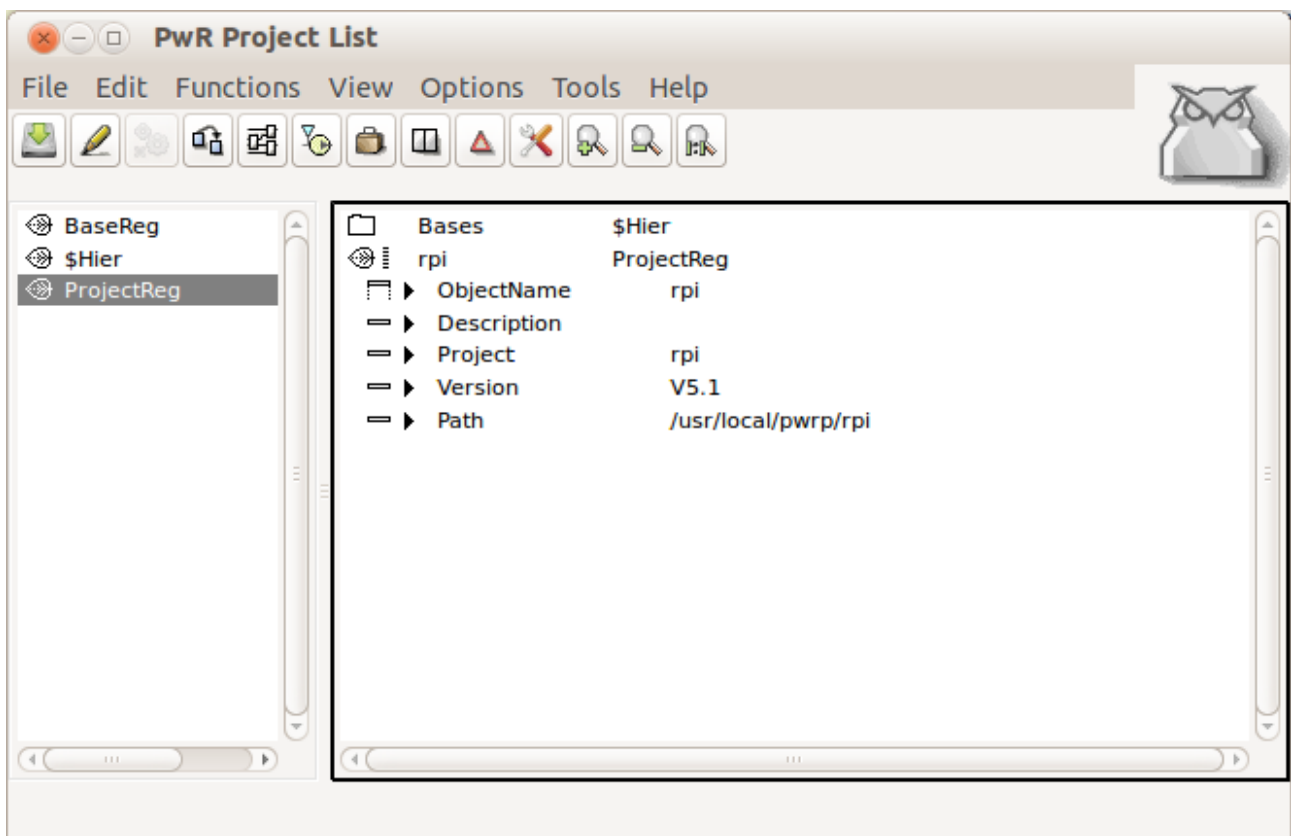 PwR Project List
File Edit Functions View Options Tools Help
BaseReg
$Hier
ProjectReg
Bases $Hier
rpi ProjectReg
ObjectName rpi
Description
Project rpi
Version V5.1
Path /usr/local/pwrp/rpi